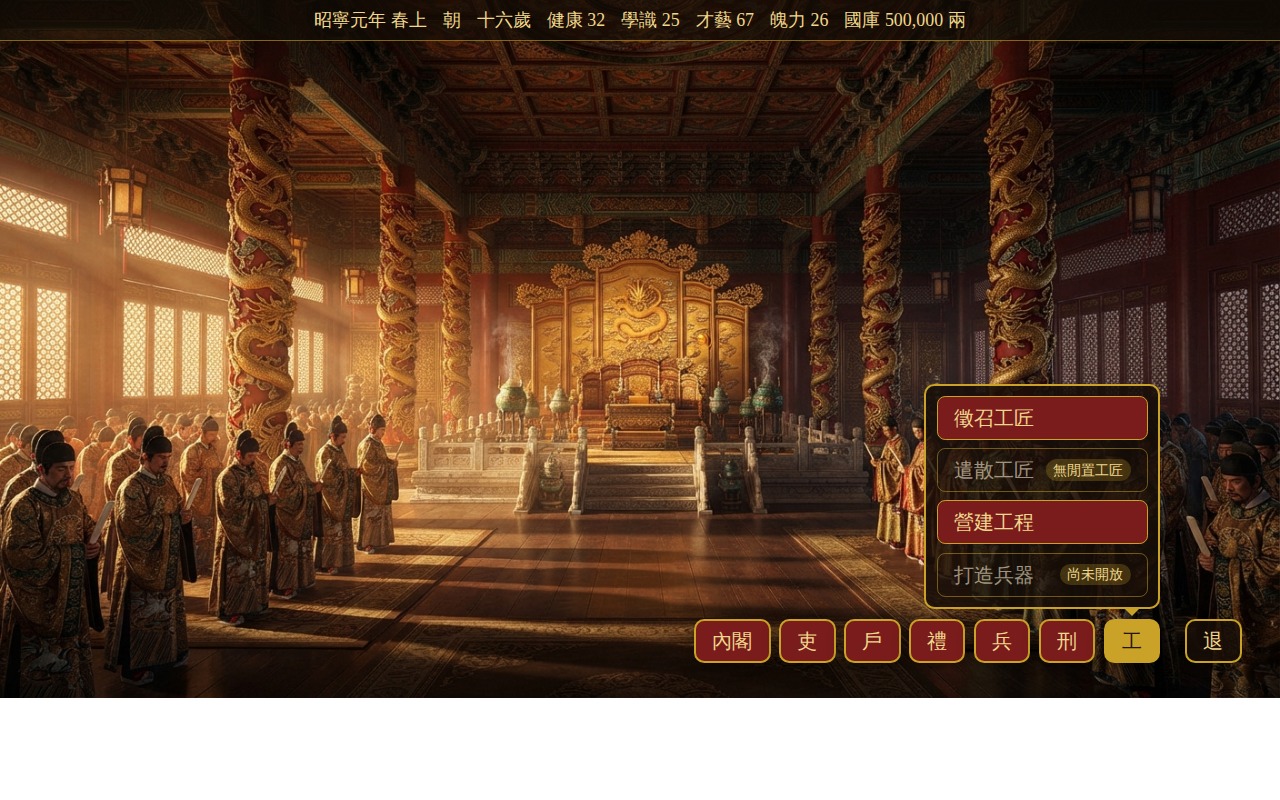 昭寧元年 春上 朝 十六歲 健康 32 學識 25 才藝 67 魄力 26 國庫 500,000 兩
徵召工匠
遣散工匠 無閒置工匠
營建工程
打造兵器 尚未開放
內閣 吏 戶 禮 兵 刑 工 退